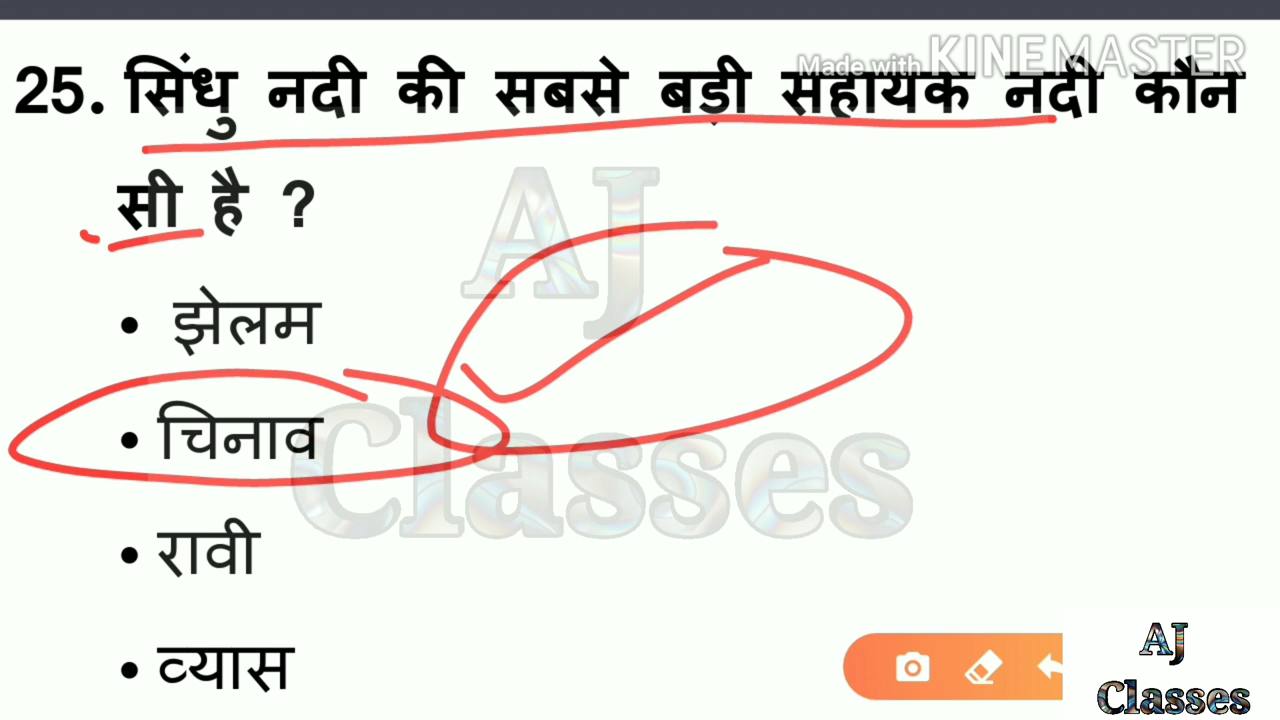 Made with KINEMASTER
25. सिंधु नदी की सबसे बड़ी सहायक नदी कौन
सी है ?
• झेलम
• चिनाव
• रावी
• व्यास
AJ
Classes
AJ
Classes